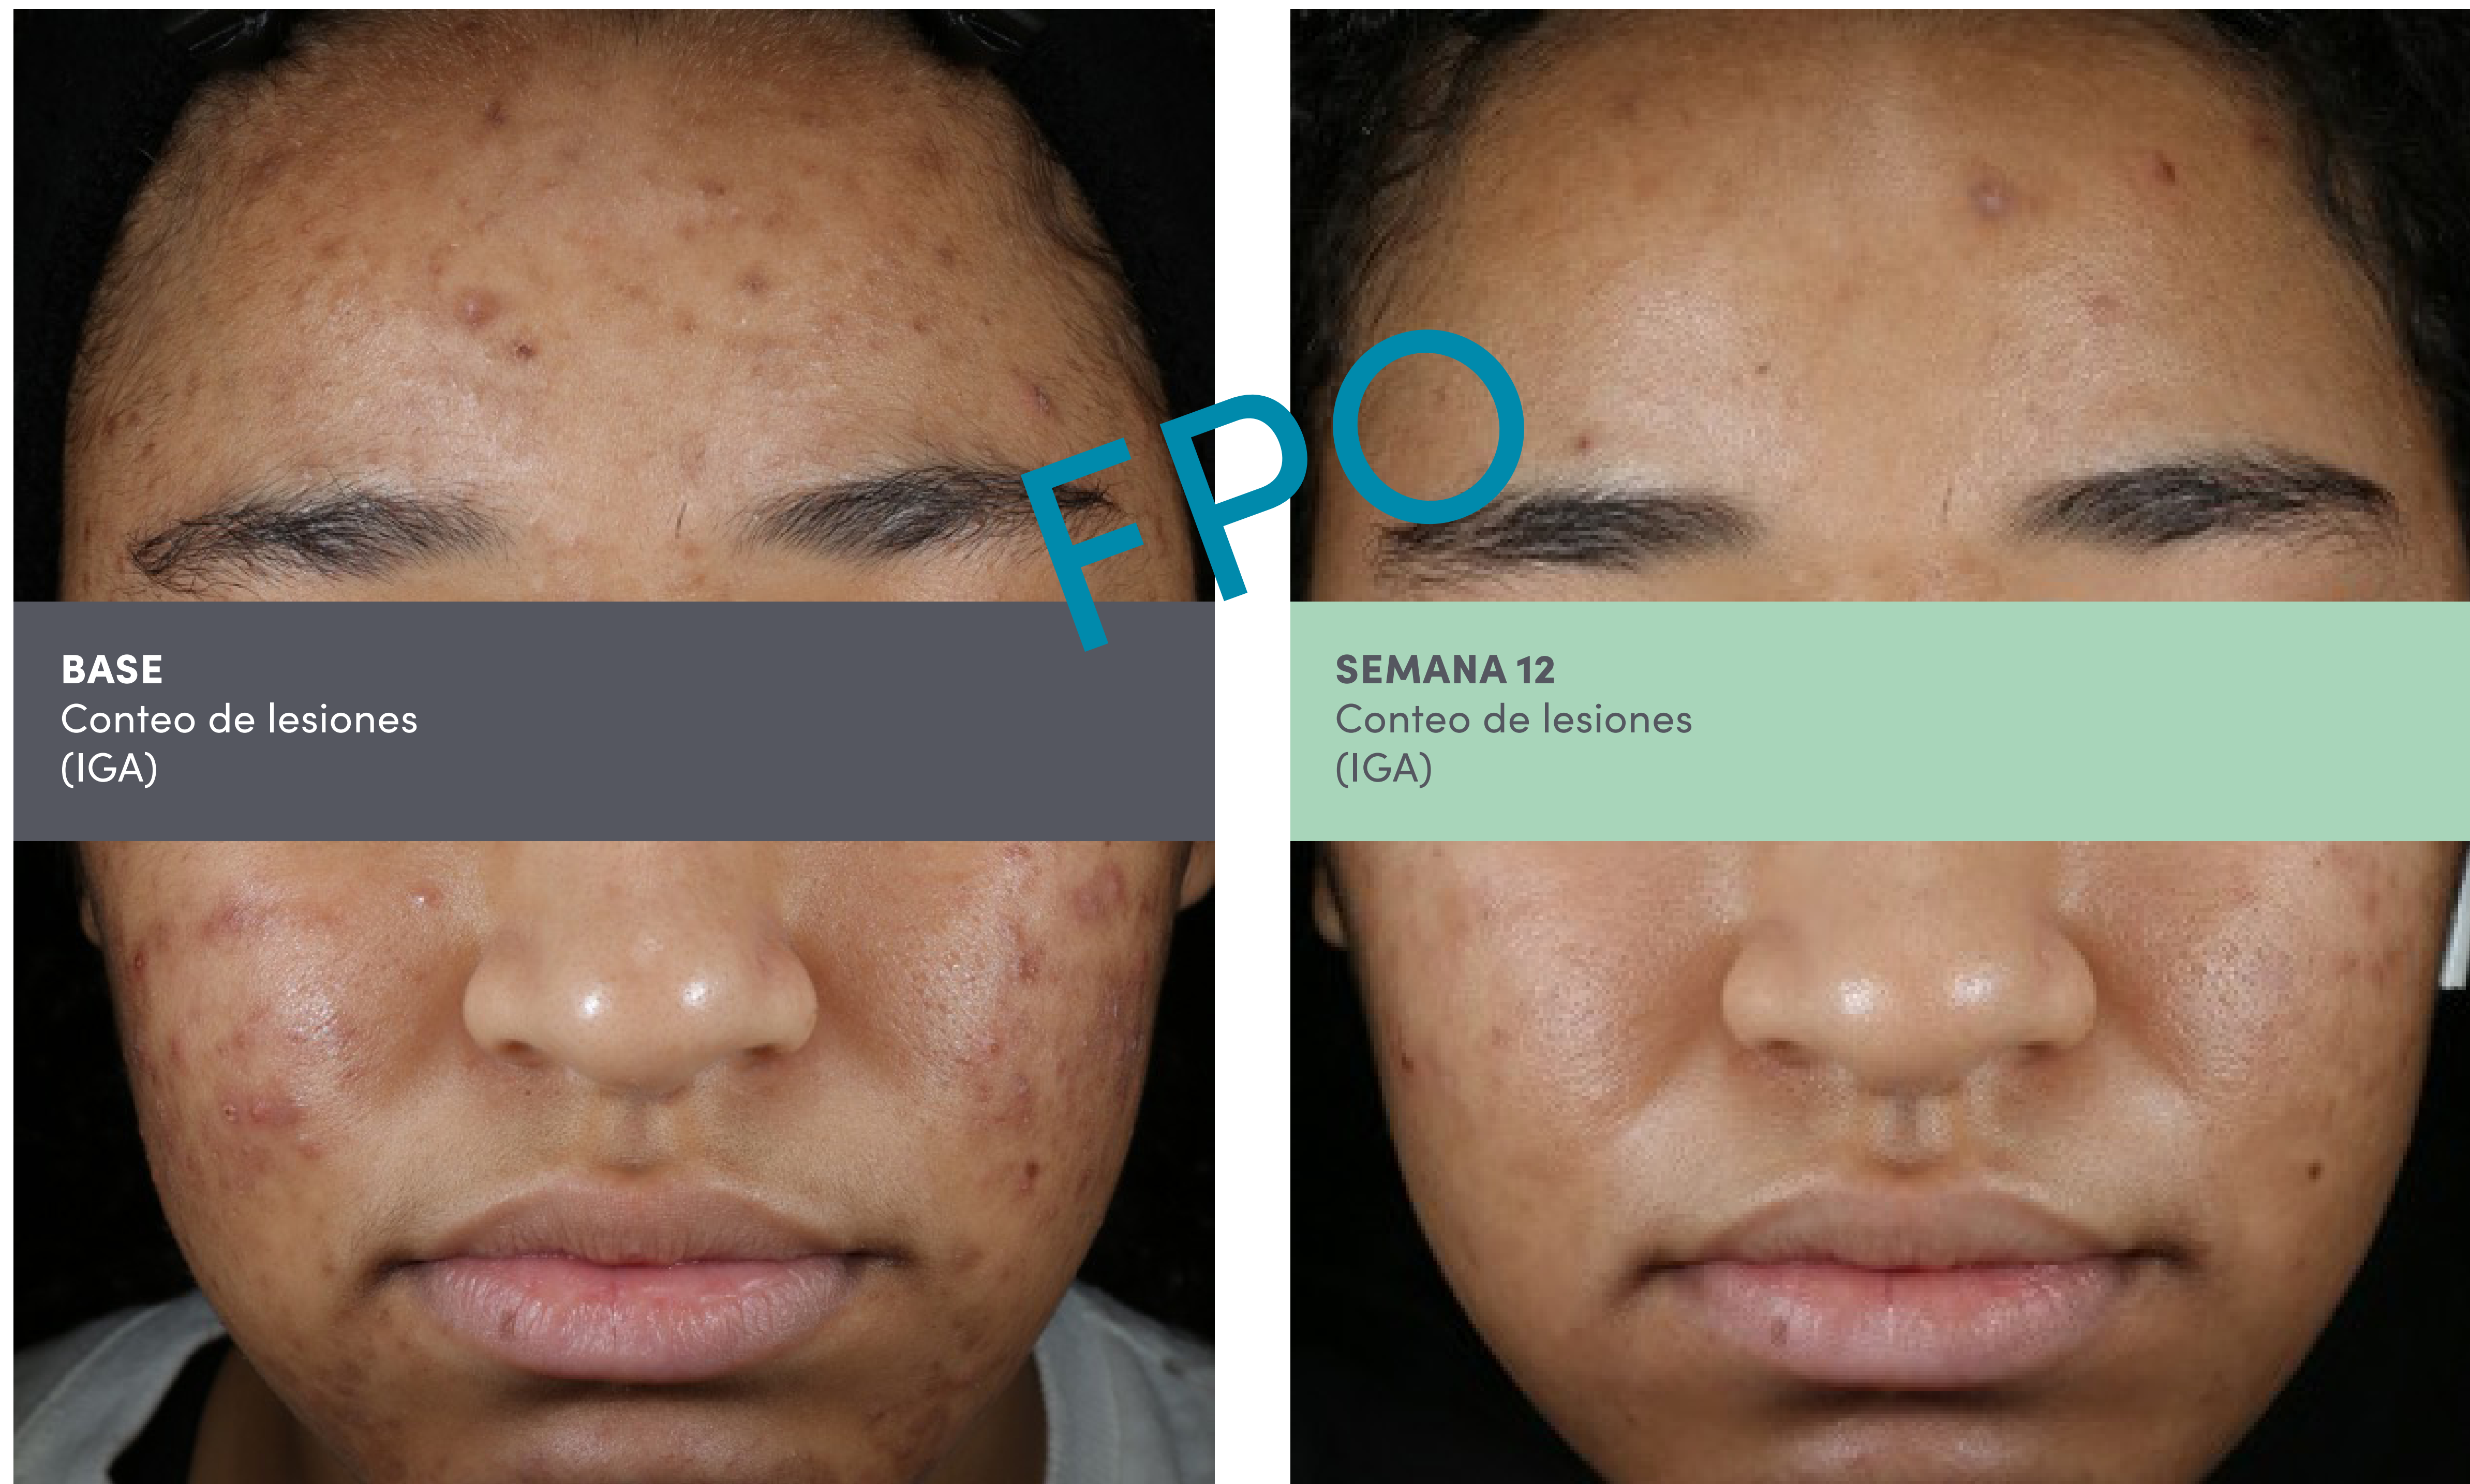 FPO
BASE
Conteo de lesiones
(IGA)
SEMANA 12
Conteo de lesiones
(IGA)